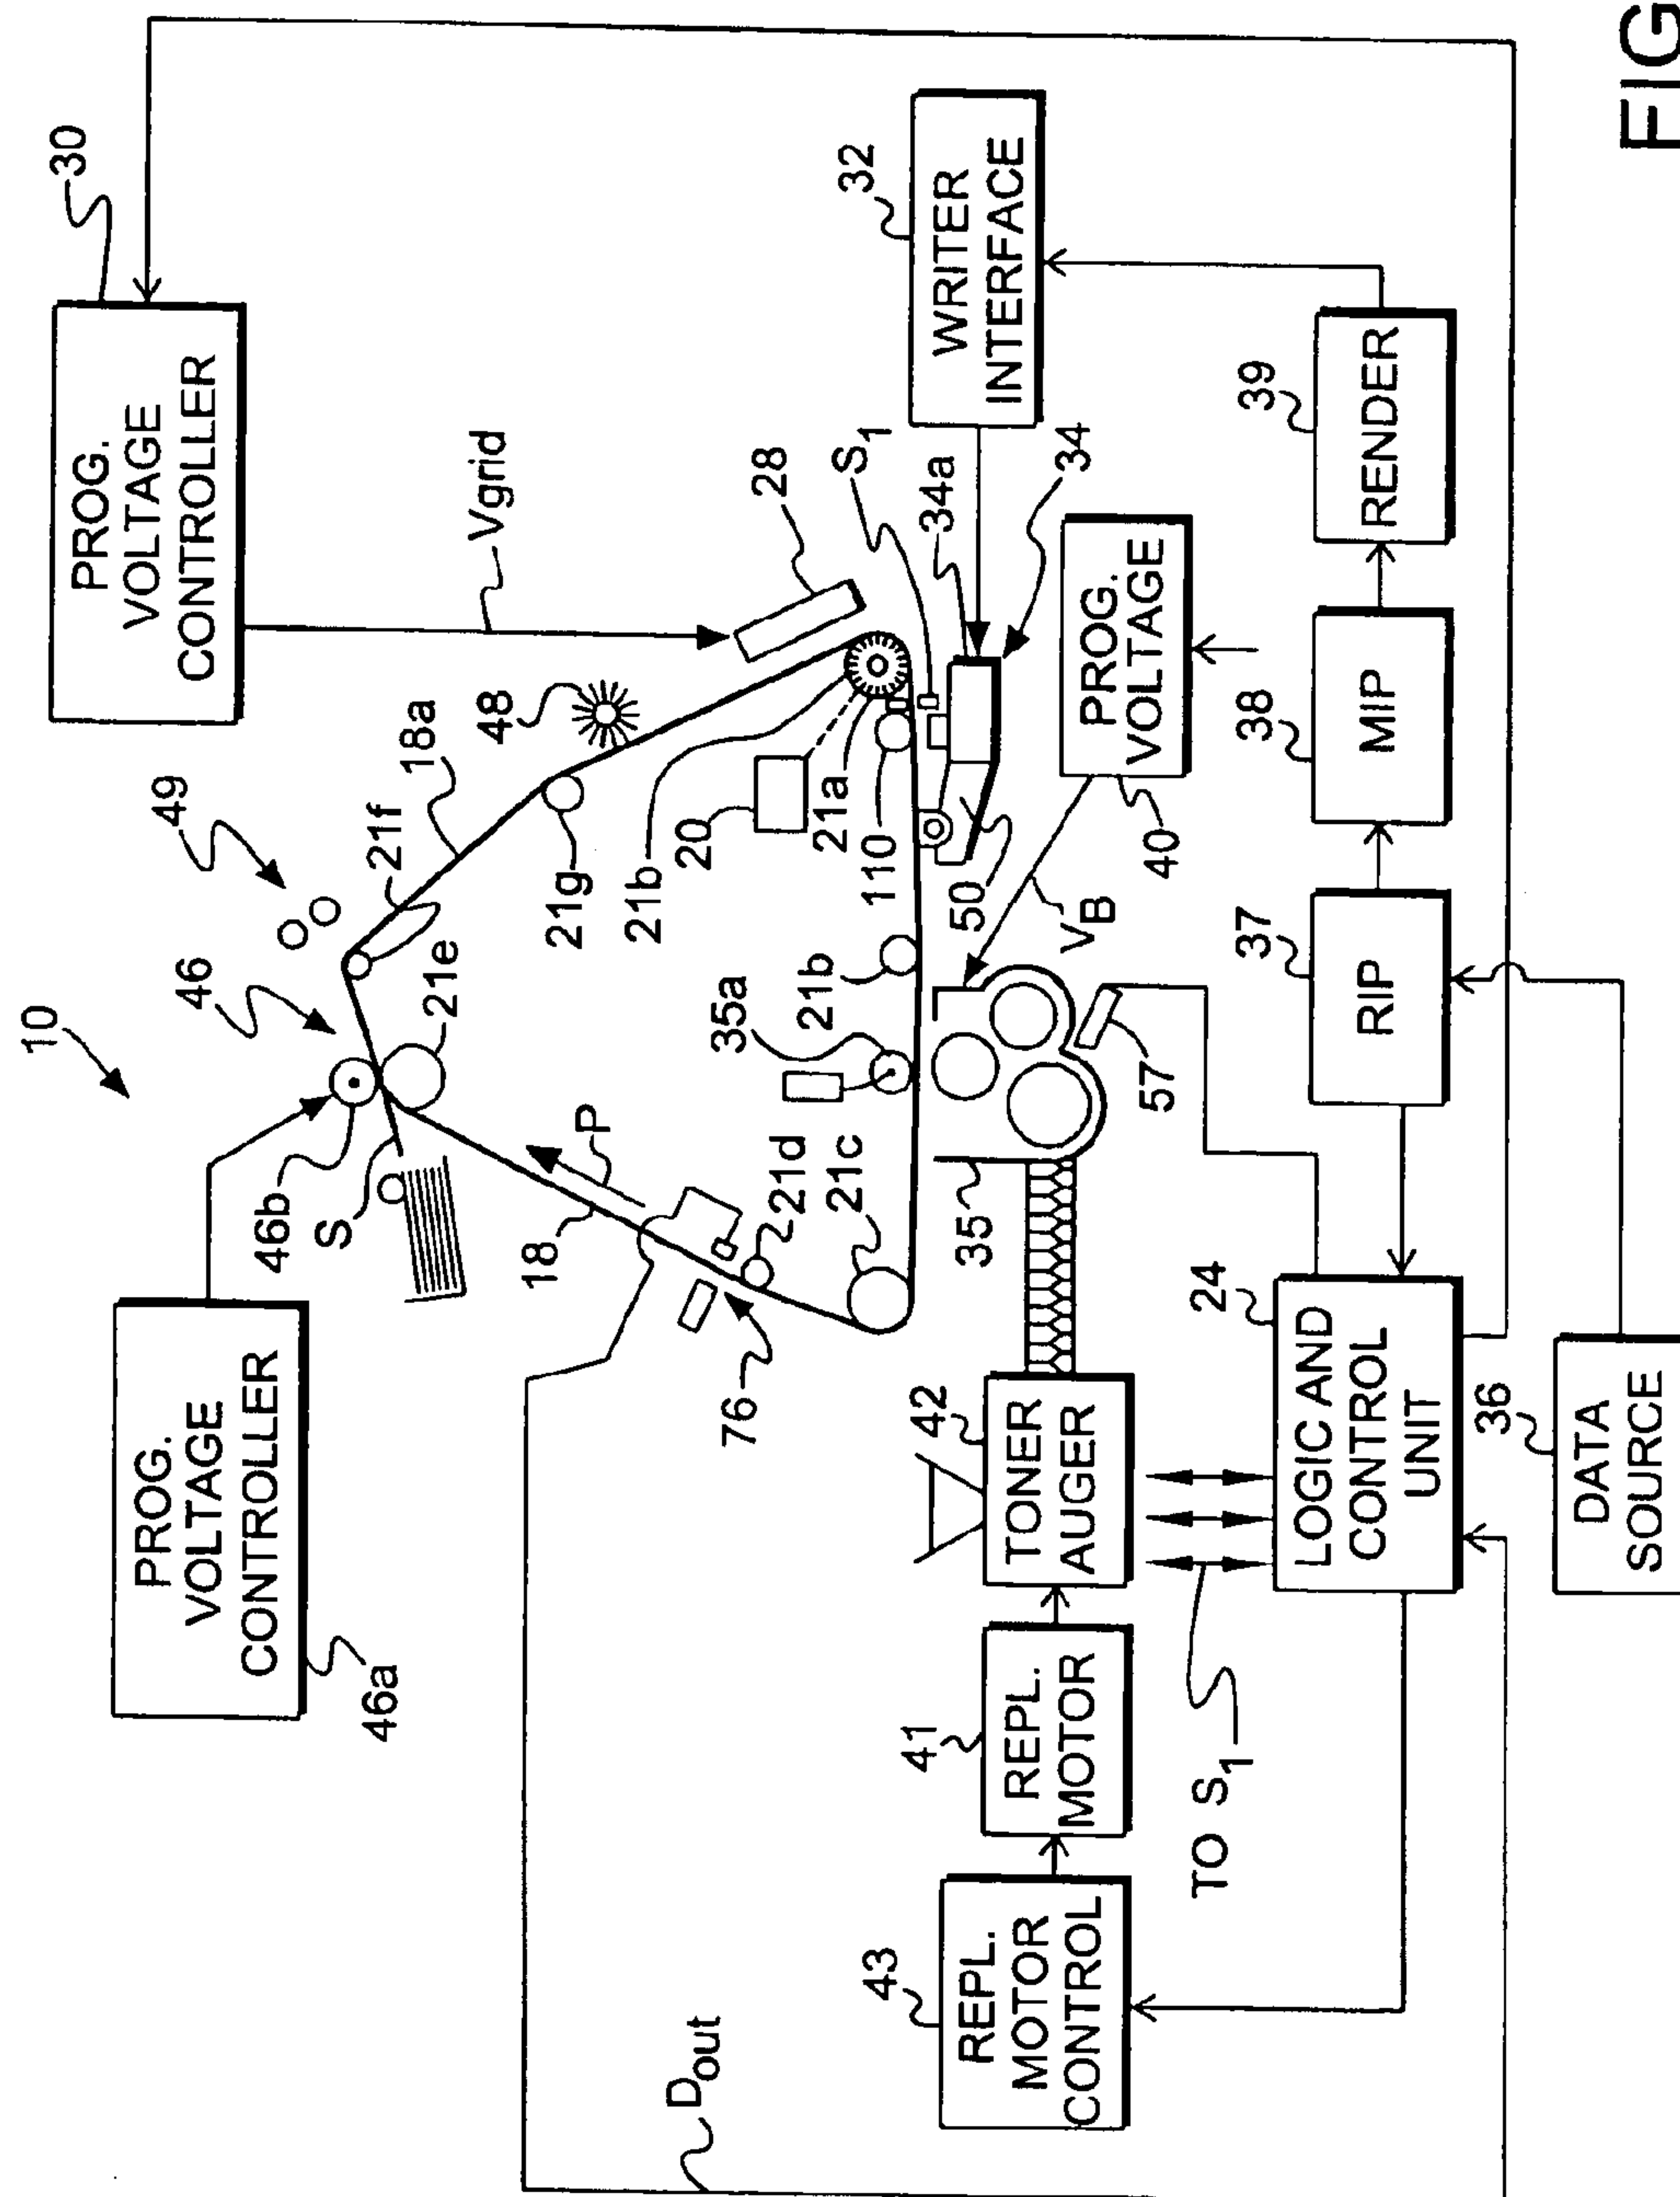 10
PROG.
VOLTAGE
CONTROLLER
46a
PROG.
VOLTAGE
CONTROLLER
30
46
49
46b
S
21e
21f
18a
48
Vgrid
18
P
21g
28
76
21d
21c
35a
21b
21b
20
21a
110
S1
34a
34
WRITER
INTERFACE
32
50
VB
PROG.
VOLTAGE
40
35
57
Dout
REPL.
MOTOR
CONTROL
43
REPL.
MOTOR
41
TONER
AUGER
42
TO S1
LOGIC AND
CONTROL
UNIT
24
RIP
37
MIP
38
RENDER
39
DATA
SOURCE
36
FIG